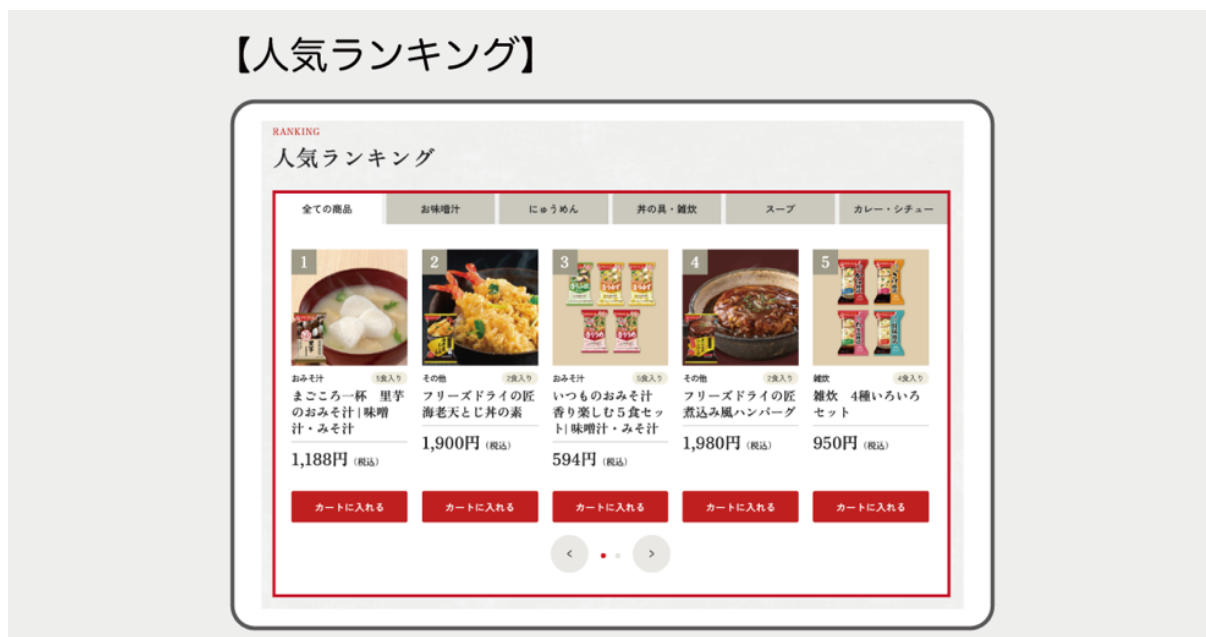 【人気ランキング】
RANKING
人気ランキング
全ての商品
お味噌汁
にゅうめん
丼の具・雑炊
スープ
カレー・シチュー
1
おみそ汁
5食入り
まごころ一杯 里芋
のおみそ汁|味噌
汁・みそ汁
1,188円 (税込)
カートに入れる
2
その他
2食入り
フリーズドライの匠
海老天とじ丼の素
1,900円 (税込)
カートに入れる
3
おみそ汁
5食入り
いつものおみそ汁
香り楽しむ5食セッ
ト|味噌汁・みそ汁
594円 (税込)
カートに入れる
4
その他
2食入り
フリーズドライの匠
煮込み風ハンバーグ
1,980円 (税込)
カートに入れる
5
雑炊
4食入り
雑炊 4種いろいろ
セット
950円 (税込)
カートに入れる